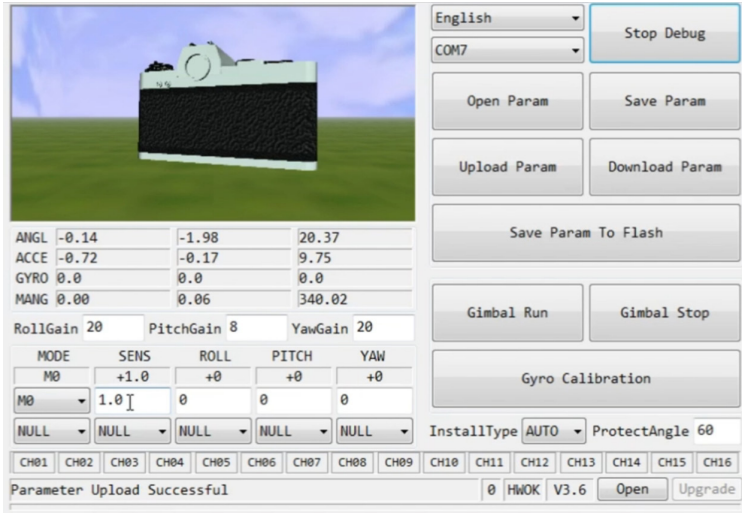 English
Stop Debug
COM7
Open Param
Save Param
Upload Param
Download Param
Save Param To Flash
ANGL -0.14 -1.98 20.37
ACCE -0.72 -0.17 9.75
GYRO 0.0 0.0 0.0
MANG 0.00 0.06 340.02
Gimbal Run
Gimbal Stop
RollGain 20 PitchGain 8 YawGain 20
MODE SENS ROLL PITCH YAW
M0 +1.0 +0 +0 +0
Gyro Calibration
M0 1.0 0 0 0
NULL NULL NULL NULL NULL
InstallType AUTO ProtectAngle 60
CH01 CH02 CH03 CH04 CH05 CH06 CH07 CH08 CH09 CH10 CH11 CH12 CH13 CH14 CH15 CH16
Parameter Upload Successful 0 HWOK V3.6 Open Upgrade